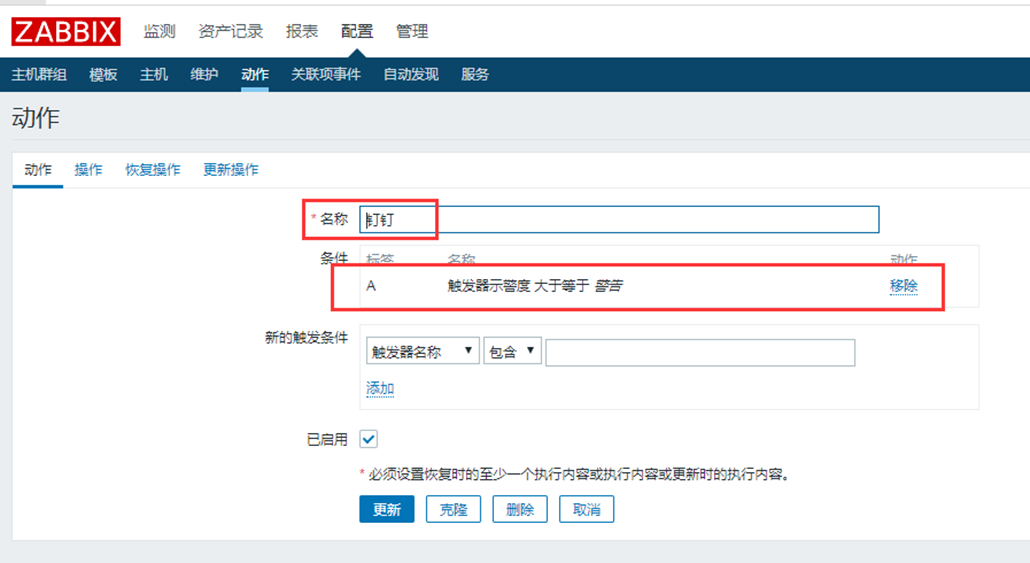 ZABBIX 监测 资产记录 报表 配置 管理
主机群组 模板 主机 维护 动作 关联项事件 自动发现 服务
动作
动作 操作 恢复操作 更新操作
* 名称 钉钉
条件 标签 名称 动作
A 触发器示警度 大于等于 警告 移除
新的触发条件 触发器名称 包含
添加
已启用
* 必须设置恢复时的至少一个执行内容或执行内容或更新时的执行内容。
更新 克隆 删除 取消